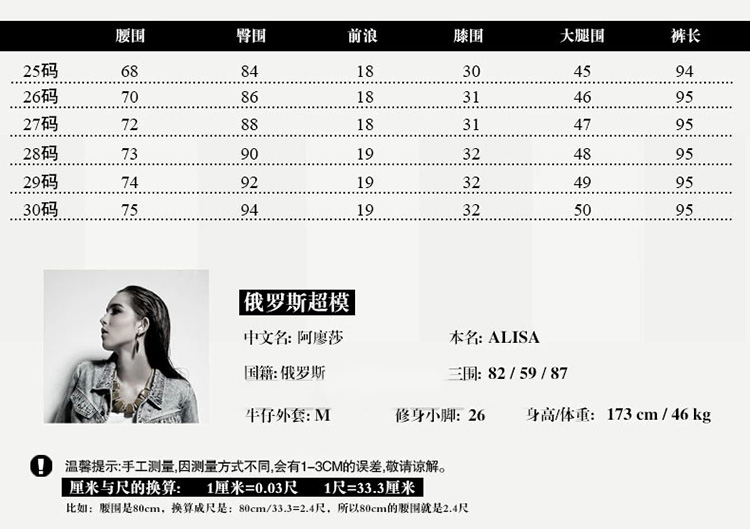 腰围 臀围 前浪 膝围 大腿围 裤长
25码 68 84 18 30 45 94
26码 70 86 18 31 46 95
27码 72 88 18 31 47 95
28码 73 90 19 32 48 95
29码 74 92 19 32 49 95
30码 75 94 19 32 50 95
俄罗斯超模
中文名: 阿廖莎 本名: ALISA
国籍: 俄罗斯 三围: 82 / 59 / 87
牛仔外套: M 修身小脚: 26 身高/体重: 173 cm / 46 kg
温馨提示:手工测量,因测量方式不同,会有1-3CM的误差,敬请谅解。
厘米与尺的换算: 1厘米=0.03尺 1尺=33.3厘米
比如: 腰围是80cm, 换算成尺是: 80cm/33.3=2.4尺, 所以80cm的腰围就是2.4尺